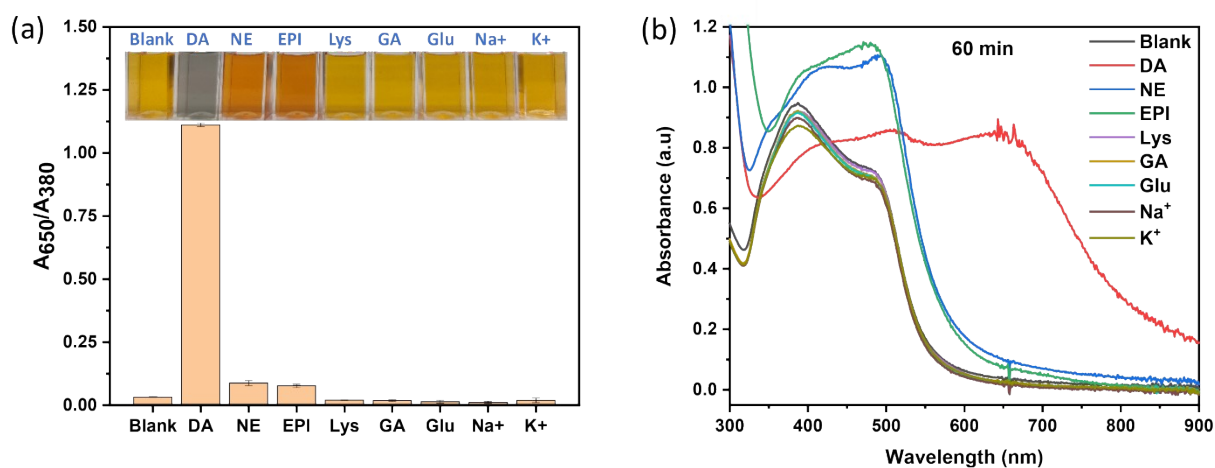 (a)
1.50
1.25
1.00
0.75
0.50
0.25
0.00
A650/A380
Blank DA NE EPI Lys GA Glu Na+ K+
Blank DA NE EPI Lys GA Glu Na+ K+
(b)
1.2
1.0
0.8
0.6
0.4
0.2
0.0
Absorbance (a.u)
60 min
Blank
DA
NE
EPI
Lys
GA
Glu
Na⁺
K⁺
300 400 500 600 700 800 900
Wavelength (nm)